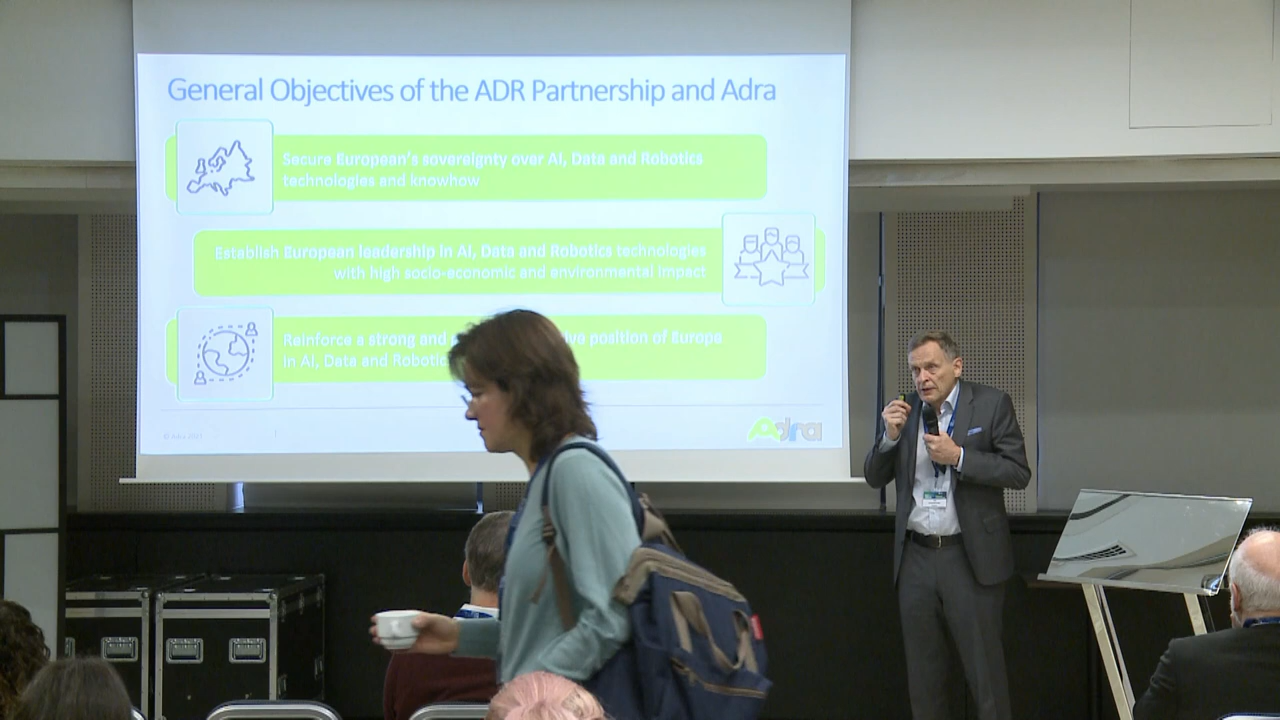 General Objectives of the ADR Partnership and Adra
Secure European's sovereignty over AI, Data and Robotics
technologies and knowhow
Establish European leadership in AI, Data and Robotics technologies
with high socio-economic and environmental impact
Reinforce a strong and position of Europe
in AI, Data and
Adra